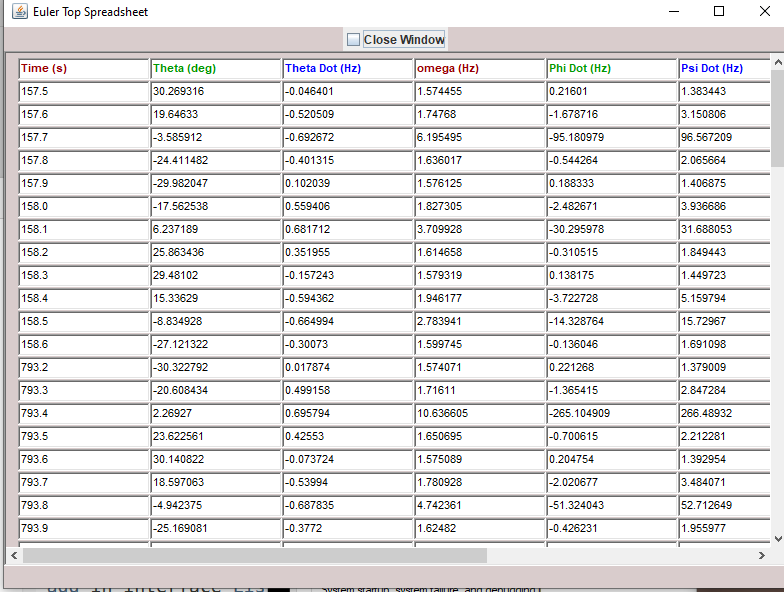 Euler Top Spreadsheet
Close Window
Time (s) Theta (deg) Theta Dot (Hz) omega (Hz) Phi Dot (Hz) Psi Dot (Hz)
157.5 30.269316 -0.046401 1.574455 0.21601 1.383443
157.6 19.64633 -0.520509 1.74768 -1.678716 3.150806
157.7 -3.585912 -0.692672 6.195495 -95.180979 96.567209
157.8 -24.411482 -0.401315 1.636017 -0.544264 2.065664
157.9 -29.982047 0.102039 1.576125 0.188333 1.406875
158.0 -17.562538 0.559406 1.827305 -2.482671 3.936686
158.1 6.237189 0.681712 3.709928 -30.295978 31.688053
158.2 25.863436 0.351955 1.614658 -0.310515 1.849443
158.3 29.48102 -0.157243 1.579319 0.138175 1.449723
158.4 15.33629 -0.594362 1.946177 -3.722728 5.159794
158.5 -8.834928 -0.664994 2.783941 -14.328764 15.72967
158.6 -27.121322 -0.30073 1.599745 -0.136046 1.691098
793.2 -30.322792 0.017874 1.574071 0.221268 1.379009
793.3 -20.608434 0.499158 1.71611 -1.365415 2.847284
793.4 2.26927 0.695794 10.636605 -265.104909 266.48932
793.5 23.622561 0.42553 1.650695 -0.700615 2.212281
793.6 30.140822 -0.073724 1.575089 0.204754 1.392954
793.7 18.597063 -0.53994 1.780928 -2.020677 3.484071
793.8 -4.942375 -0.687835 4.742361 -51.324043 52.712649
793.9 -25.169081 -0.3772 1.62482 -0.426231 1.955977
System startup, system failure, and debugging